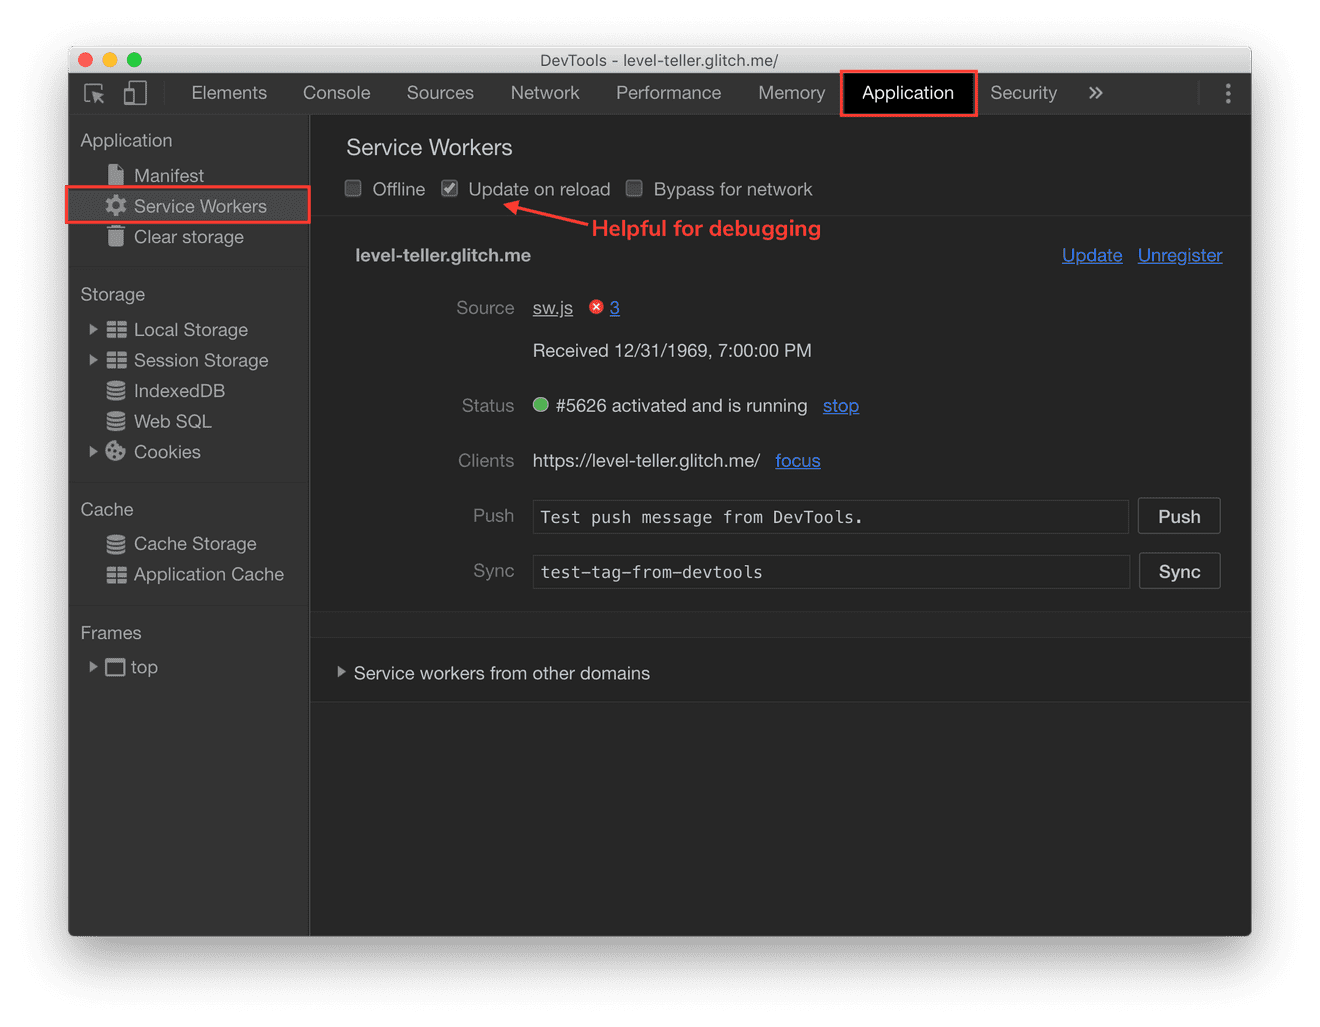 DevTools - level-teller.glitch.me/
Elements Console Sources Network Performance Memory Application Security »
Application
Manifest
Service Workers
Clear storage
Storage
Local Storage
Session Storage
IndexedDB
Web SQL
Cookies
Cache
Cache Storage
Application Cache
Frames
top
Service Workers
Offline Update on reload Bypass for network
Helpful for debugging
level-teller.glitch.me Update Unregister
Source sw.js 3
Received 12/31/1969, 7:00:00 PM
Status #5626 activated and is running stop
Clients https://level-teller.glitch.me/ focus
Push Test push message from DevTools. Push
Sync test-tag-from-devtools Sync
Service workers from other domains